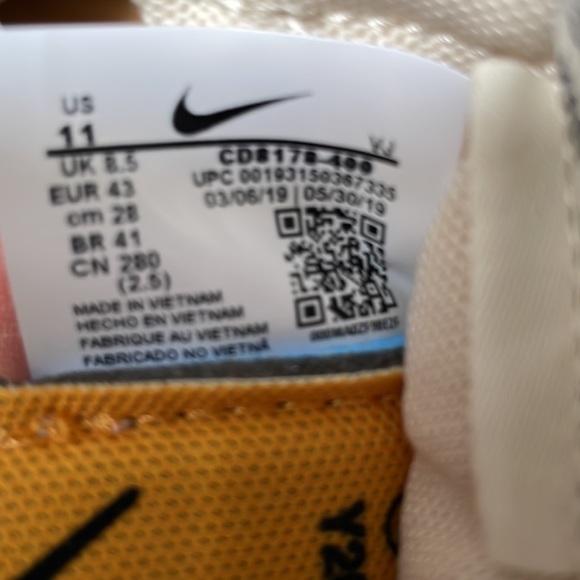 US
11
YJ
UK 8.5
EUR 43
cm 28
BR 41
CN 280
(2.5)
CD8178-400
UPC 00193150367335
03/06/19 | 05/30/19
MADE IN VIETNAM
HECHO EN VIETNAM
FABRIQUE AU VIETNAM
FABRICADO NO VIETNÃ